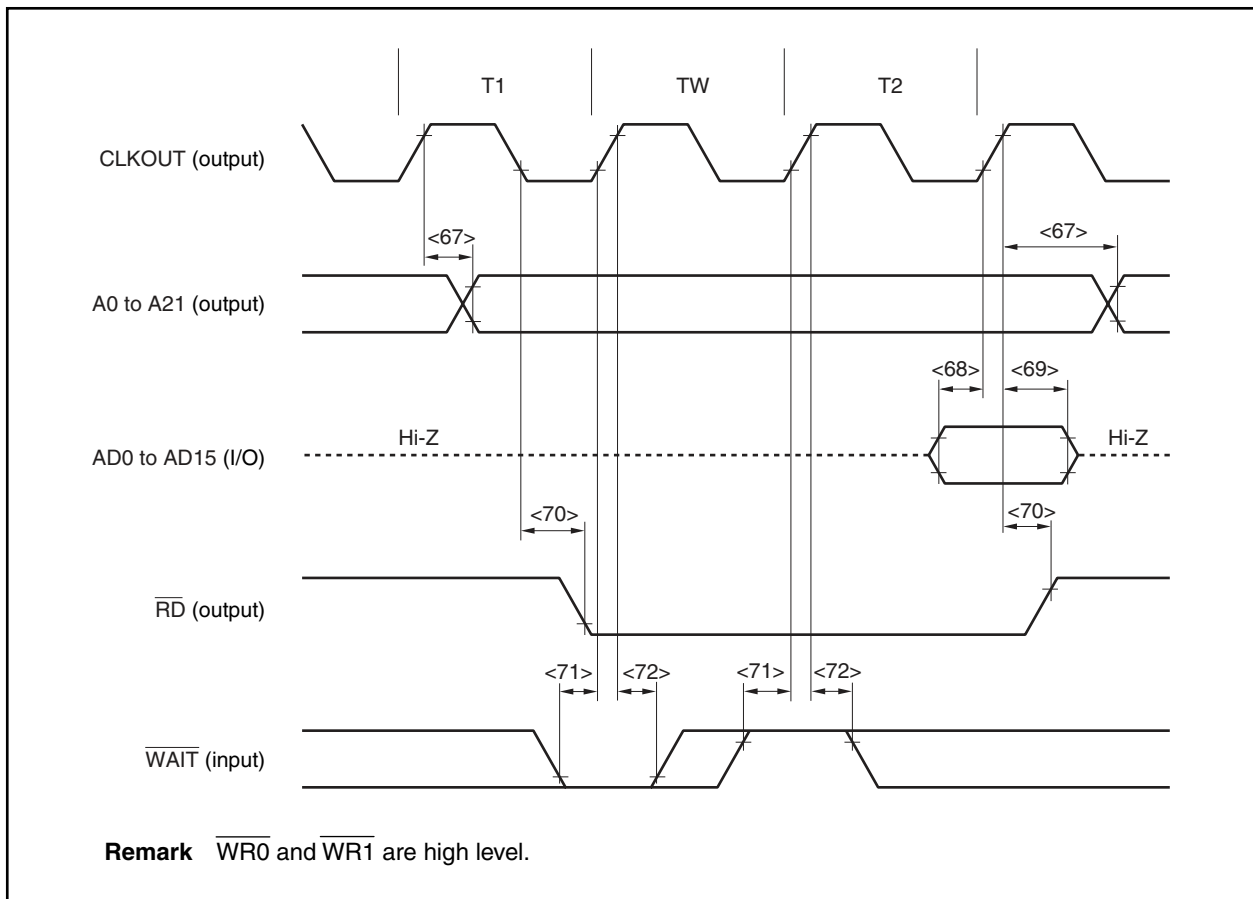 T1 TW T2
CLKOUT (output)
<67> <67>
A0 to A21 (output)
<68> <69>
Hi-Z Hi-Z
AD0 to AD15 (I/O)
<70> <70>
RD (output)
<71> <72> <71> <72>
WAIT (input)
Remark WR0 and WR1 are high level.